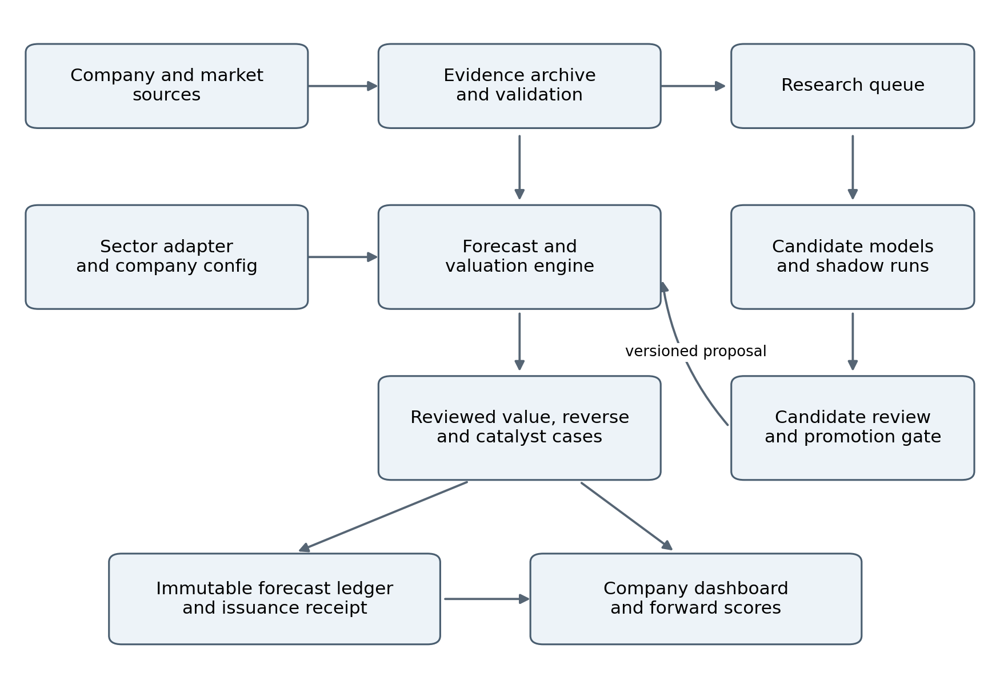 Company and market
sources
Evidence archive
and validation
Research queue
Sector adapter
and company config
Forecast and
valuation engine
Candidate models
and shadow runs
versioned proposal
Reviewed value, reverse
and catalyst cases
Candidate review
and promotion gate
Immutable forecast ledger
and issuance receipt
Company dashboard
and forward scores